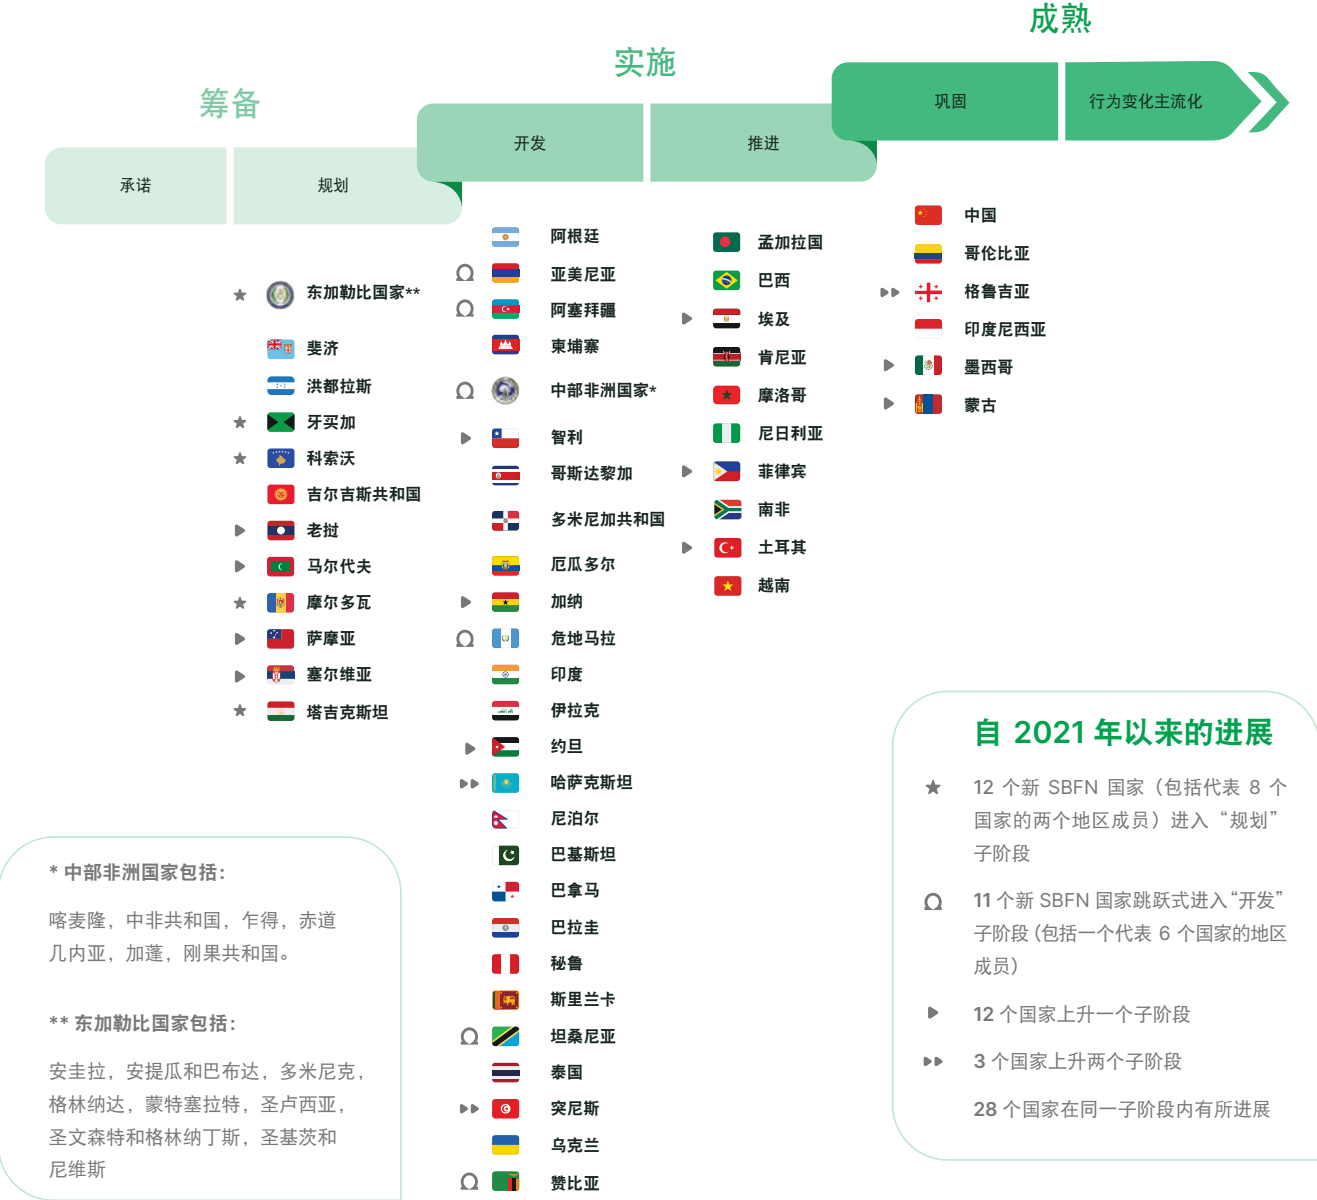 成熟
实施
筹备
巩固
行为变化主流化
开发
推进
承诺
规划
东加勒比国家**
斐济
洪都拉斯
牙买加
科索沃
吉尔吉斯共和国
老挝
马尔代夫
摩尔多瓦
萨摩亚
塞尔维亚
塔吉克斯坦
阿根廷
亚美尼亚
阿塞拜疆
柬埔寨
中部非洲国家*
智利
哥斯达黎加
多米尼加共和国
厄瓜多尔
加纳
危地马拉
印度
伊拉克
约旦
哈萨克斯坦
尼泊尔
巴基斯坦
巴拿马
巴拉圭
秘鲁
斯里兰卡
坦桑尼亚
泰国
突尼斯
乌克兰
赞比亚
孟加拉国
巴西
埃及
肯尼亚
摩洛哥
尼日利亚
菲律宾
南非
土耳其
越南
中国
哥伦比亚
格鲁吉亚
印度尼西亚
墨西哥
蒙古
* 中部非洲国家包括：
喀麦隆，中非共和国，乍得，赤道
几内亚，加蓬，刚果共和国。
** 东加勒比国家包括：
安圭拉，安提瓜和巴布达，多米尼克，
格林纳达，蒙特塞拉特，圣卢西亚，
圣文森特和格林纳丁斯，圣基茨和
尼维斯
自 2021 年以来的进展
12 个新 SBFN 国家（包括代表 8 个
国家的两个地区成员）进入“规划”
子阶段
11 个新 SBFN 国家跳跃式进入“开发”
子阶段（包括一个代表 6 个国家的地区
成员）
12 个国家上升一个子阶段
3 个国家上升两个子阶段
28 个国家在同一子阶段内有所进展